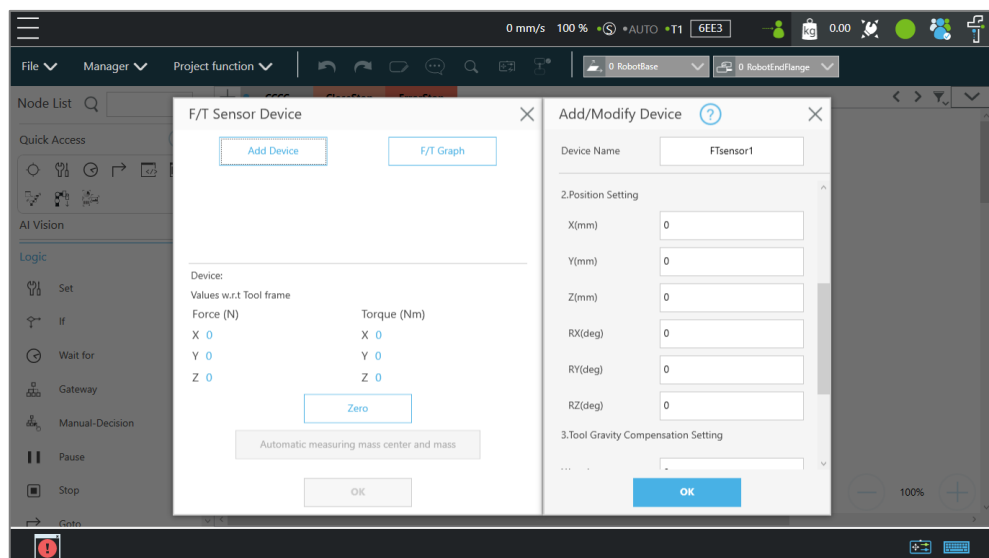 0 mm/s 100 % •Ⓢ •AUTO •T1 6EE3 kg 0.00
File Manager Project function 0 RobotBase 0 RobotEndFlange
Node List
F/T Sensor Device
Add/Modify Device ?
Quick Access
Add Device F/T Graph
Device Name FTsensor1
2.Position Setting
AI Vision
X(mm) 0
Logic
Y(mm) 0
Device:
Set
Values w.r.t Tool frame
Z(mm) 0
Force (N) Torque (Nm)
If
X 0 X 0
RX(deg) 0
Wait for
Y 0 Y 0
RY(deg) 0
Z 0 Z 0
Gateway
Zero
RZ(deg) 0
Manual-Decision
3.Tool Gravity Compensation Setting
Automatic measuring mass center and mass
Pause
Stop
OK
OK
100%
Goto